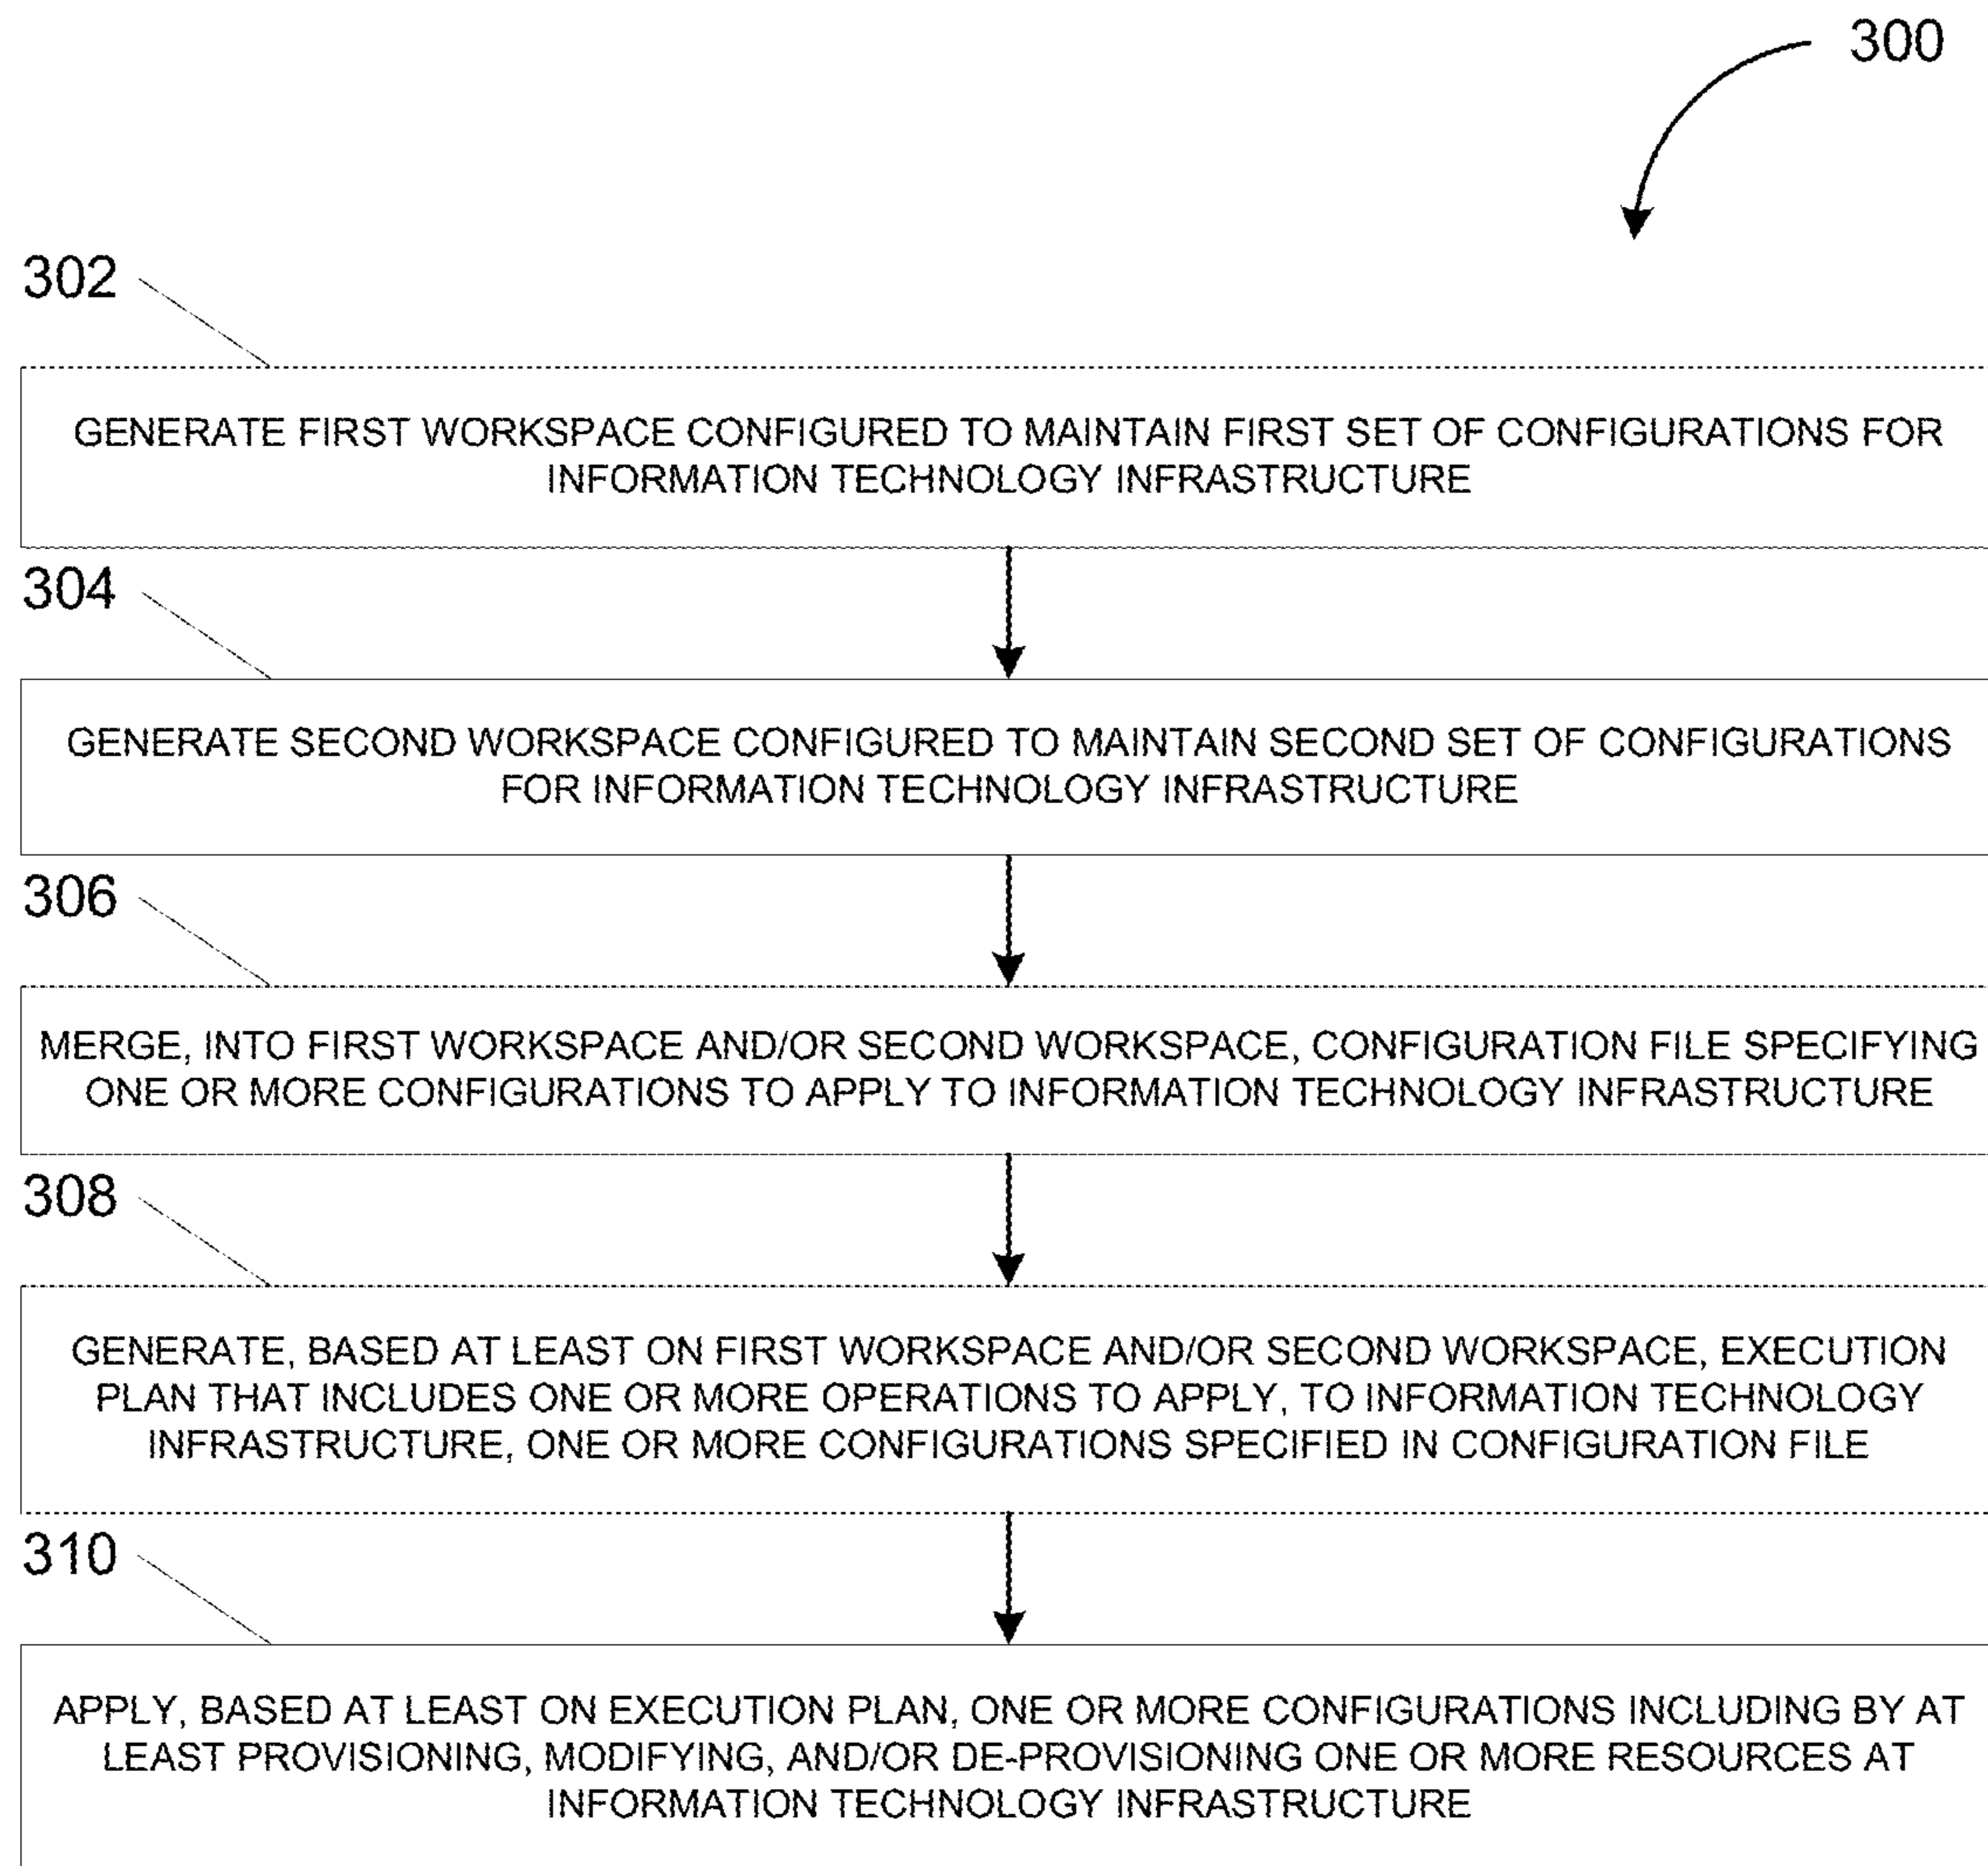 300
302
GENERATE FIRST WORKSPACE CONFIGURED TO MAINTAIN FIRST SET OF CONFIGURATIONS FOR
INFORMATION TECHNOLOGY INFRASTRUCTURE
304
GENERATE SECOND WORKSPACE CONFIGURED TO MAINTAIN SECOND SET OF CONFIGURATIONS
FOR INFORMATION TECHNOLOGY INFRASTRUCTURE
306
MERGE, INTO FIRST WORKSPACE AND/OR SECOND WORKSPACE, CONFIGURATION FILE SPECIFYING
ONE OR MORE CONFIGURATIONS TO APPLY TO INFORMATION TECHNOLOGY INFRASTRUCTURE
308
GENERATE, BASED AT LEAST ON FIRST WORKSPACE AND/OR SECOND WORKSPACE, EXECUTION
PLAN THAT INCLUDES ONE OR MORE OPERATIONS TO APPLY, TO INFORMATION TECHNOLOGY
INFRASTRUCTURE, ONE OR MORE CONFIGURATIONS SPECIFIED IN CONFIGURATION FILE
310
APPLY, BASED AT LEAST ON EXECUTION PLAN, ONE OR MORE CONFIGURATIONS INCLUDING BY AT
LEAST PROVISIONING, MODIFYING, AND/OR DE-PROVISIONING ONE OR MORE RESOURCES AT
INFORMATION TECHNOLOGY INFRASTRUCTURE